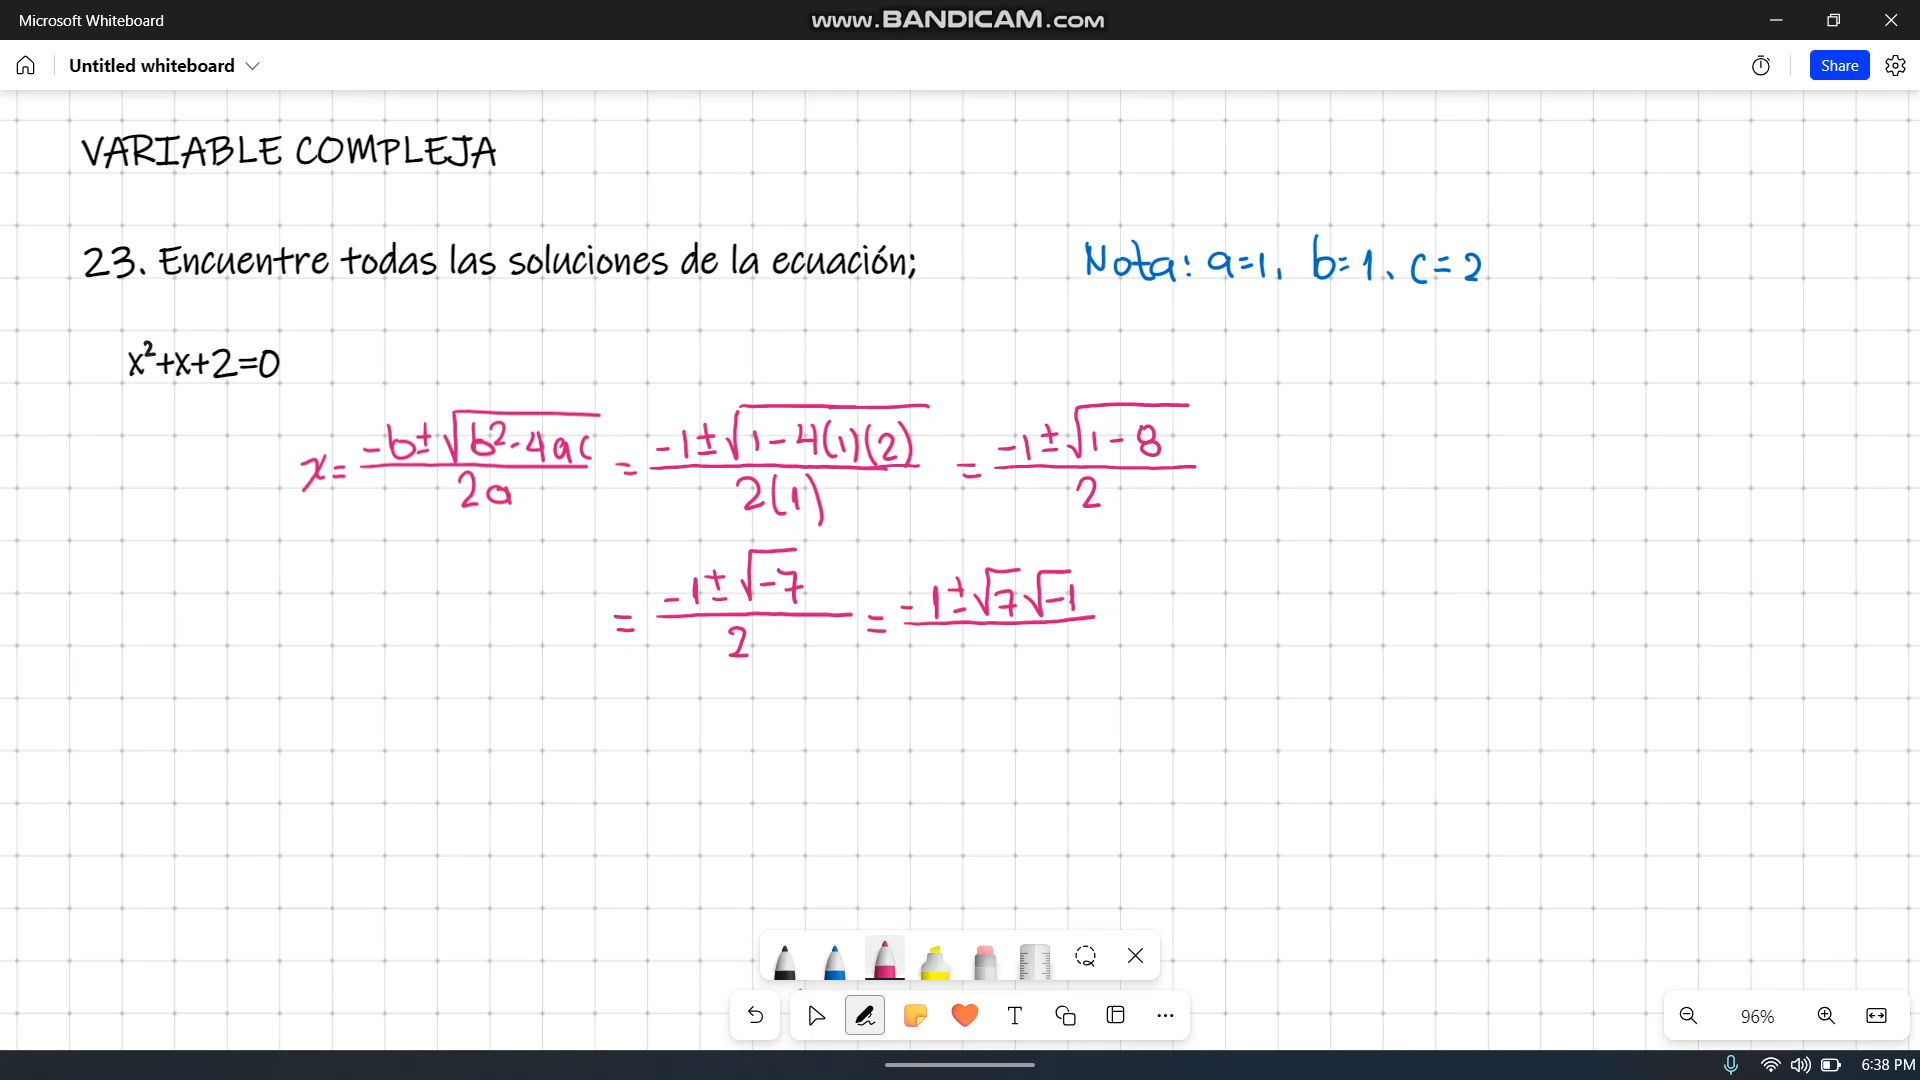 Microsoft Whiteboard
www.BANDICAM.com
Untitled whiteboard
Share
VARIABLE COMPLEJA
23. Encuentre todas las soluciones de la ecuación;
Nota: a=1, b=1, c=2
x²+x+2=0
x = (-b±√(b²-4ac))/(2a) = (-1±√(1-4(1)(2)))/(2(1)) = (-1±√(1-8))/2
= (-1±√(-7))/2 = -1±√7√-1
96%
6:38 PM